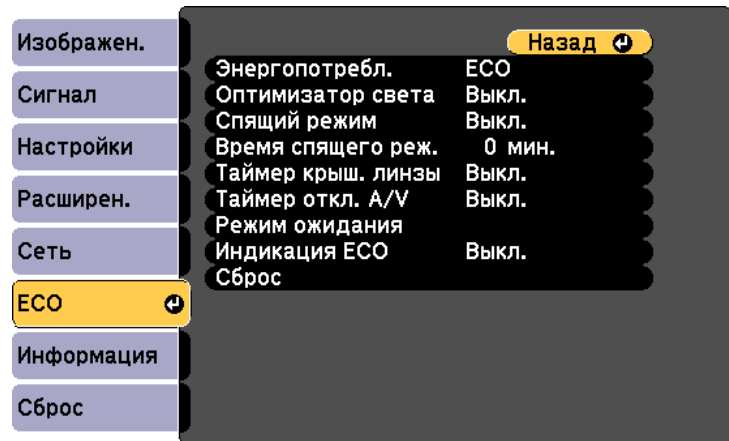 Изображен.
Сигнал
Настройки
Расширен.
Сеть
ECO
Информация
Сброс
Назад
Энергопотребл. ECO
Оптимизатор света Выкл.
Спящий режим Выкл.
Время спящего реж. 0 мин.
Таймер крыш. линзы Выкл.
Таймер откл. A/V Выкл.
Режим ожидания
Индикация ECO Выкл.
Сброс